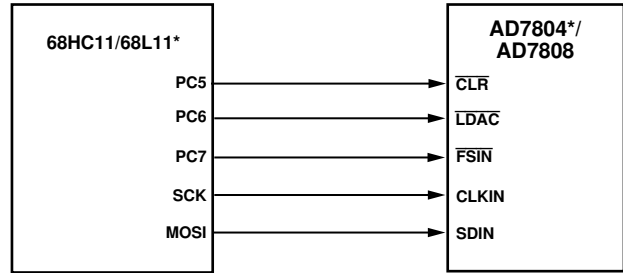 68HC11/68L11*
AD7804*/
AD7808
PC5
CLR
PC6
LDAC
PC7
FSIN
SCK
CLKIN
MOSI
SDIN